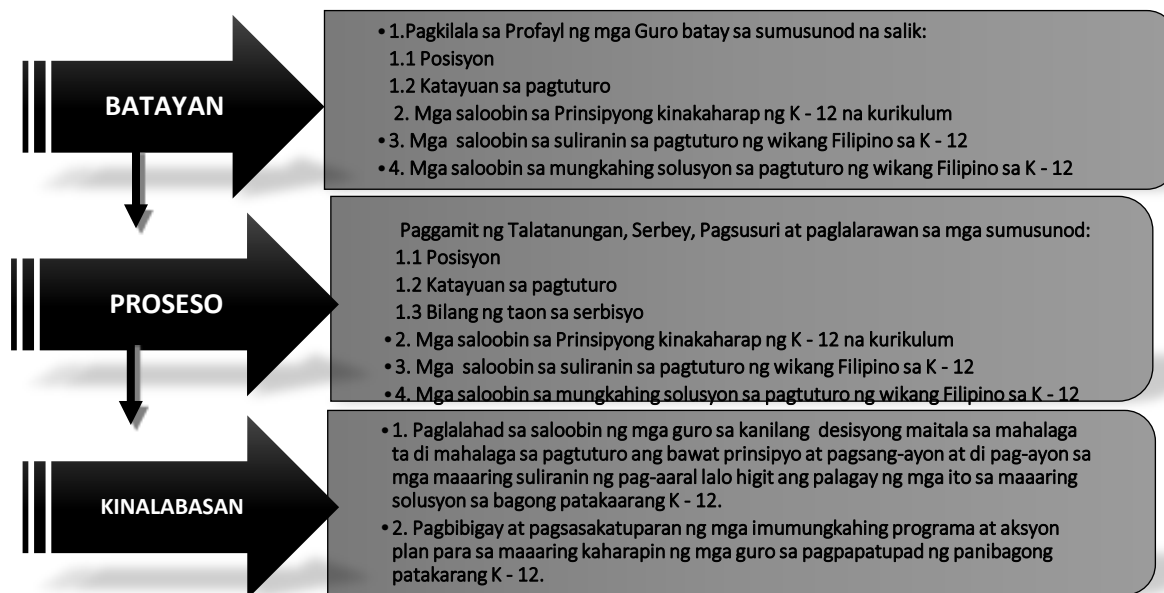 BATAYAN
• 1.Pagkilala sa Profayl ng mga Guro batay sa sumusunod na salik:
1.1 Posisyon
1.2 Katayuan sa pagtuturo
2. Mga saloobin sa Prinsipyong kinakaharap ng K - 12 na kurikulum
• 3. Mga saloobin sa suliranin sa pagtuturo ng wikang Filipino sa K - 12
• 4. Mga saloobin sa mungkahing solusyon sa pagtuturo ng wikang Filipino sa K - 12
PROSESO
Paggamit ng Talatanungan, Serbey, Pagsusuri at paglalarawan sa mga sumusunod:
1.1 Posisyon
1.2 Katayuan sa pagtuturo
1.3 Bilang ng taon sa serbisyo
• 2. Mga saloobin sa Prinsipyong kinakaharap ng K - 12 na kurikulum
• 3. Mga saloobin sa suliranin sa pagtuturo ng wikang Filipino sa K - 12
• 4. Mga saloobin sa mungkahing solusyon sa pagtuturo ng wikang Filipino sa K - 12
KINALABASAN
• 1. Paglalahad sa saloobin ng mga guro sa kanilang desisyong maitala sa mahalaga
ta di mahalaga sa pagtuturo ang bawat prinsipyo at pagsang-ayon at di pag-ayon sa
mga maaaring suliranin ng pag-aaral lalo higit ang palagay ng mga ito sa maaaring
solusyon sa bagong patakaarang K - 12.
• 2. Pagbibigay at pagsasakatuparan ng mga imumungkahing programa at aksyon
plan para sa maaaring kaharapin ng mga guro sa pagpapatupad ng panibagong
patakarang K - 12.